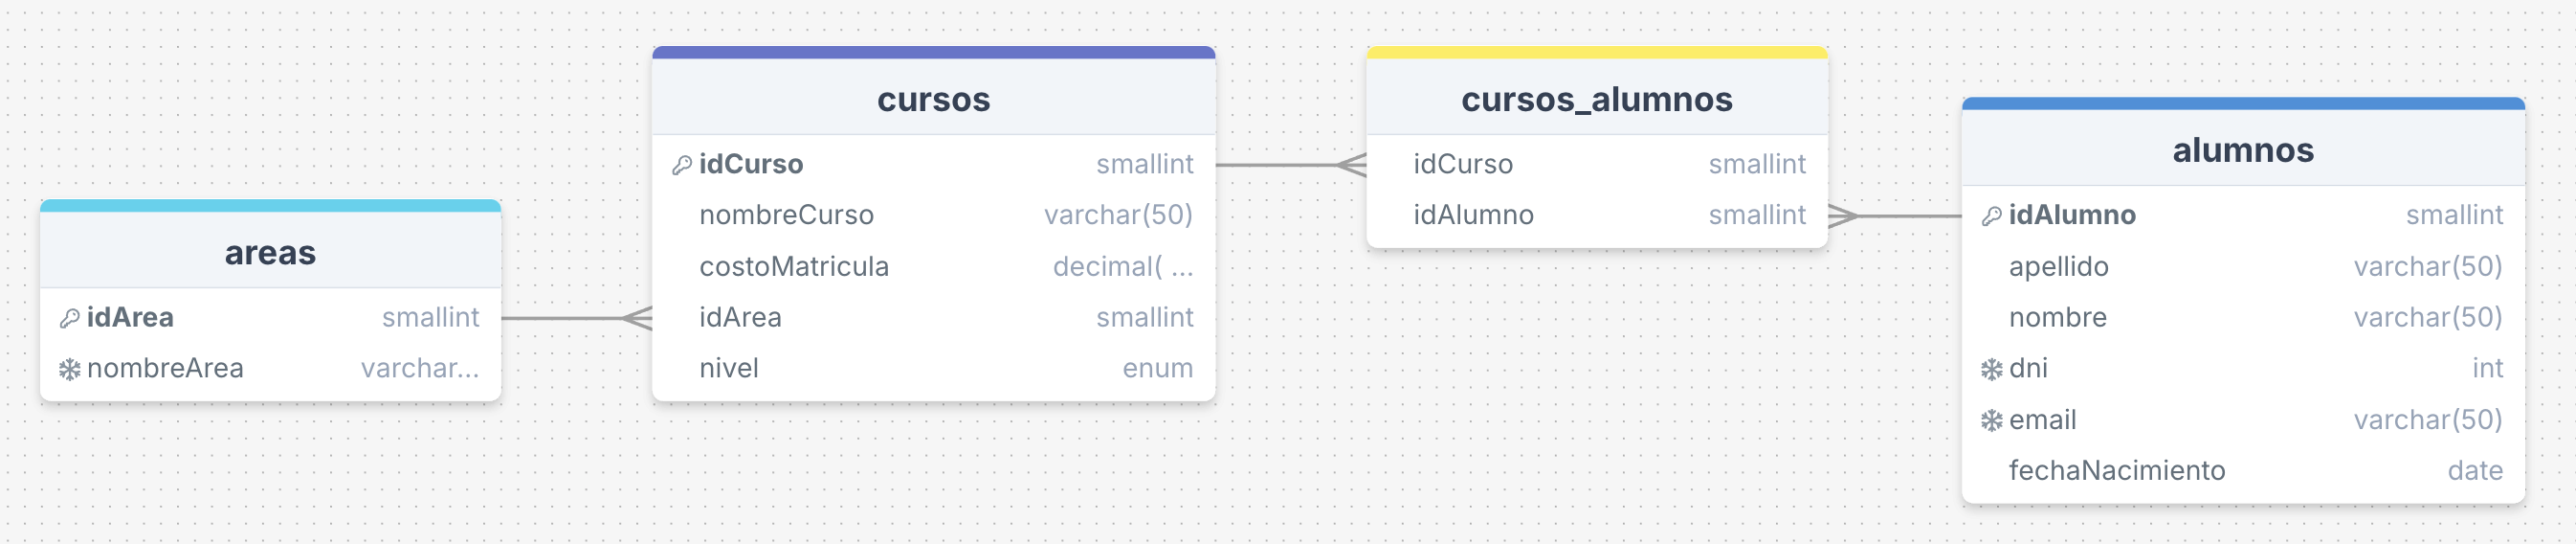 areas
idArea smallint
nombreArea varchar...
cursos
idCurso smallint
nombreCurso varchar(50)
costoMatricula decimal( ...
idArea smallint
nivel enum
cursos_alumnos
idCurso smallint
idAlumno smallint
alumnos
idAlumno smallint
apellido varchar(50)
nombre varchar(50)
dni int
email varchar(50)
fechaNacimiento date